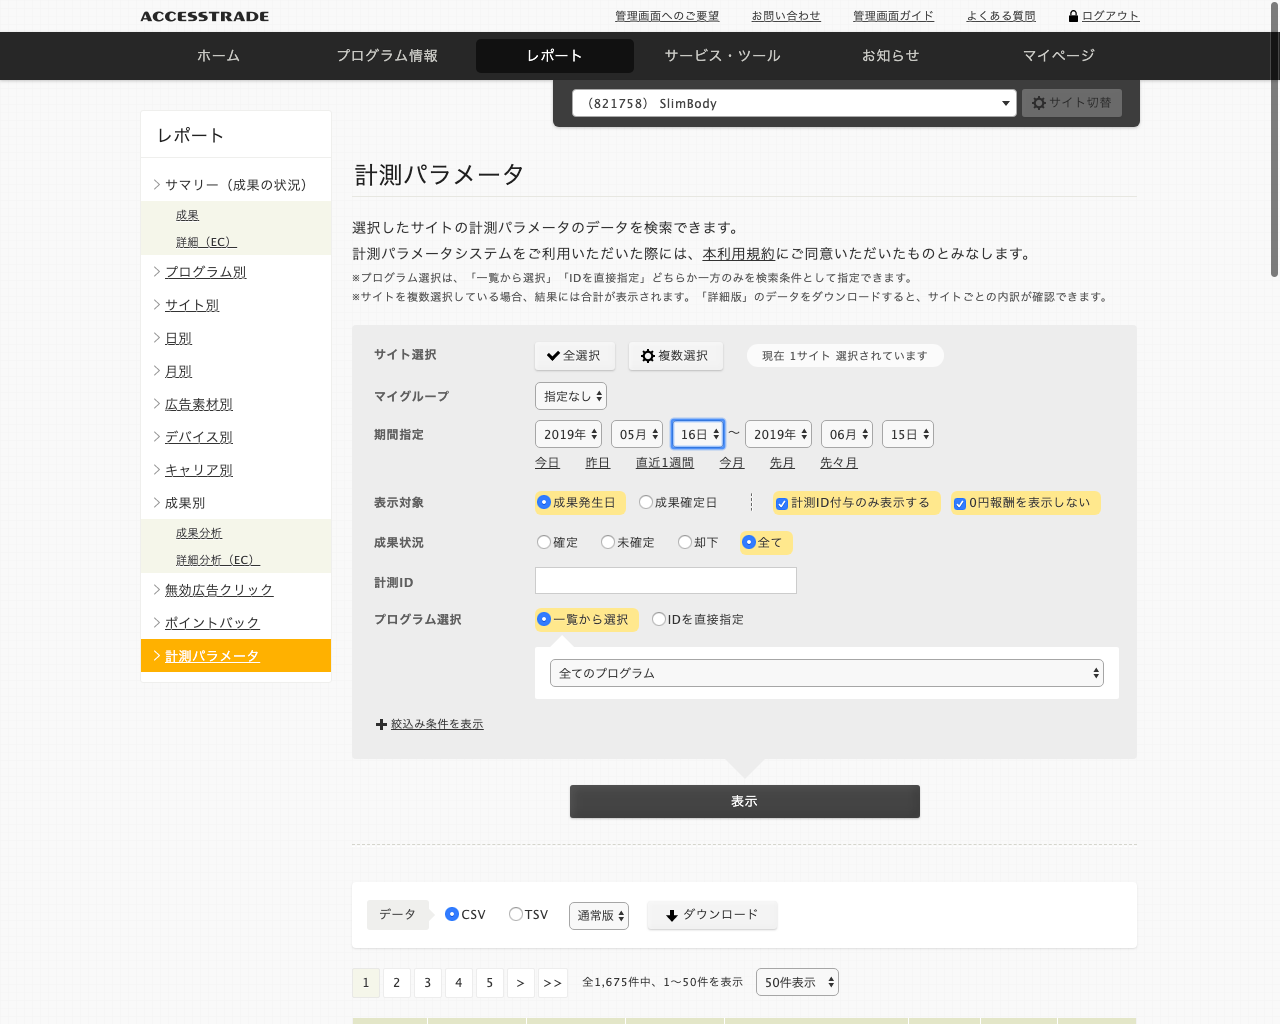 ACCESSTRADE
管理画面へのご要望 お問い合わせ 管理画面ガイド よくある質問 ログアウト
ホーム プログラム情報 レポート サービス・ツール お知らせ マイページ
（821758） SlimBody サイト切替
レポート
サマリー（成果の状況）
成果
詳細（EC）
プログラム別
サイト別
日別
月別
広告素材別
デバイス別
キャリア別
成果別
成果分析
詳細分析（EC）
無効広告クリック
ポイントバック
計測パラメータ
計測パラメータ
選択したサイトの計測パラメータのデータを検索できます。
計測パラメータシステムをご利用いただいた際には、本利用規約にご同意いただいたものとみなします。
※プログラム選択は、「一覧から選択」「IDを直接指定」どちらか一方のみを検索条件として指定できます。
※サイトを複数選択している場合、結果には合計が表示されます。「詳細版」のデータをダウンロードすると、サイトごとの内訳が確認できます。
サイト選択 全選択 複数選択 現在 1サイト 選択されています
マイグループ 指定なし
期間指定 2019年 05月 16日 〜 2019年 06月 15日
今日 昨日 直近1週間 今月 先月 先々月
表示対象 成果発生日 成果確定日 計測ID付与のみ表示する 0円報酬を表示しない
成果状況 確定 未確定 却下 全て
計測ID
プログラム選択 一覧から選択 IDを直接指定
全てのプログラム
絞込み条件を表示
表示
データ CSV TSV 通常版 ダウンロード
1 2 3 4 5 > >> 全1,675件中、1〜50件を表示 50件表示